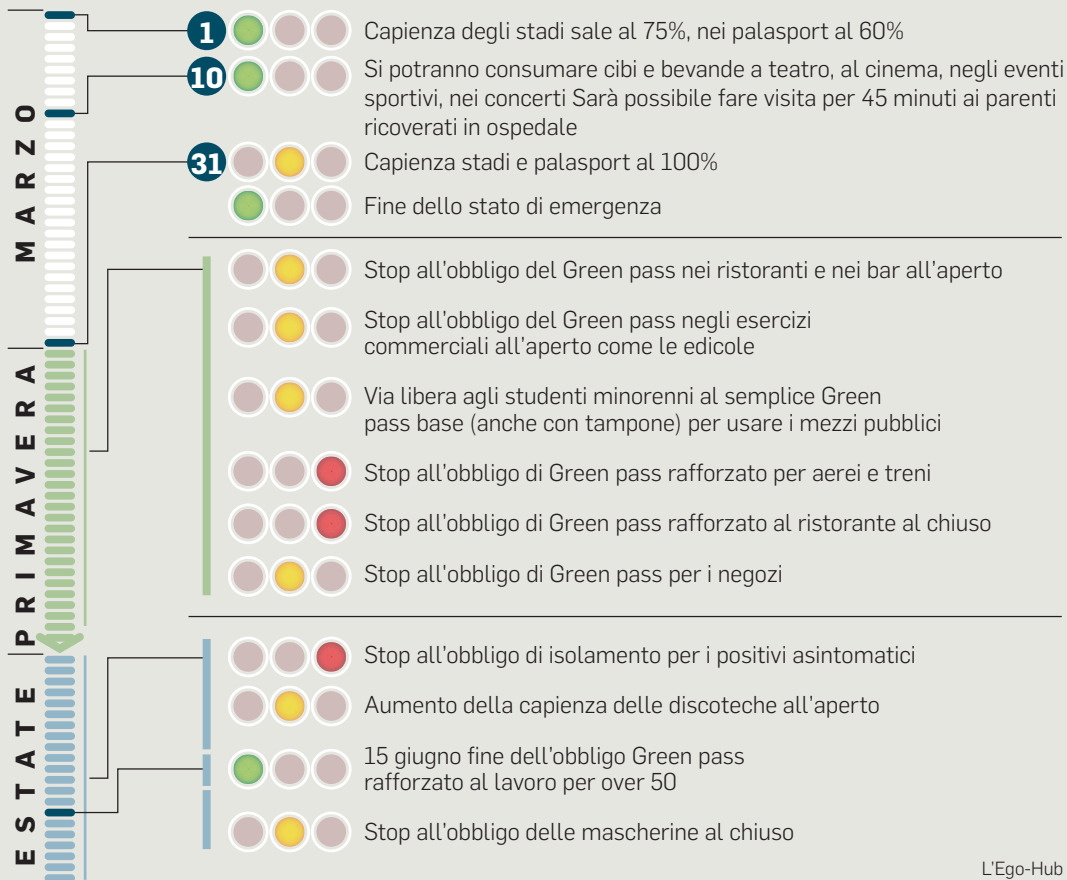 MARZO
1
Capienza degli stadi sale al 75%, nei palasport al 60%
10
Si potranno consumare cibi e bevande a teatro, al cinema, negli eventi
sportivi, nei concerti Sarà possibile fare visita per 45 minuti ai parenti
ricoverati in ospedale
31
Capienza stadi e palasport al 100%
Fine dello stato di emergenza
PRIMAVERA
Stop all'obbligo del Green pass nei ristoranti e nei bar all'aperto
Stop all'obbligo del Green pass negli esercizi
commerciali all'aperto come le edicole
Via libera agli studenti minorenni al semplice Green
pass base (anche con tampone) per usare i mezzi pubblici
Stop all'obbligo di Green pass rafforzato per aerei e treni
Stop all'obbligo di Green pass rafforzato al ristorante al chiuso
Stop all'obbligo di Green pass per i negozi
ESTATE
Stop all'obbligo di isolamento per i positivi asintomatici
Aumento della capienza delle discoteche all'aperto
15 giugno fine dell'obbligo Green pass
rafforzato al lavoro per over 50
Stop all'obbligo delle mascherine al chiuso
L'Ego-Hub